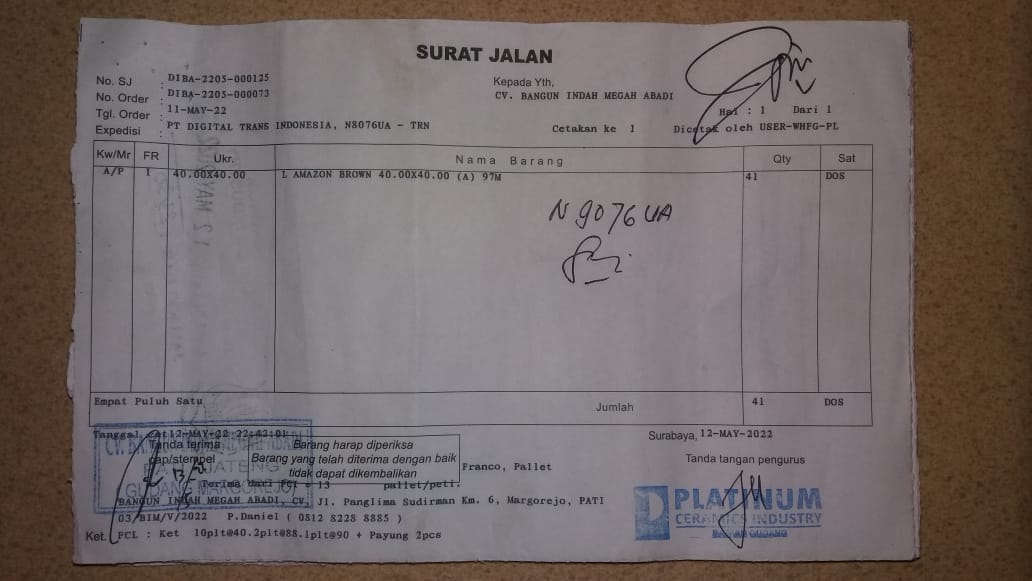 SURAT JALAN
No. SJ : DIBA-2205-000125
No. Order : DIBA-2205-000073
Tgl. Order : 11-MAY-22
Expedisi : PT DIGITAL TRANS INDONESIA, N8076UA - TRN
Kepada Yth,
CV. BANGUN INDAH MEGAH ABADI
Hal : 1 Dari 1
Cetakan ke 1 Dicetak oleh USER-WHFG-PL
Kw/Mr FR Ukr. Nama Barang Qty Sat
A/P 1 40.00X40.00 L AMAZON BROWN 40.00X40.00 (A) 97M 41 DOS
N 9076 UA
Empat Puluh Satu Jumlah 41 DOS
Tanggal 12-MAY-22 22:42:01
Surabaya, 12-MAY-2022
Tanda terima
cap/stempel
Barang harap diperiksa
Barang yang telah diterima dengan baik
tidak dapat dikembalikan
Franco, Pallet
Tanda tangan pengurus
JATENG
GUDANG MARGOREJO
13
5
Terima dari FCL = 13 pallet/peti.
BANGUN INDAH MEGAH ABADI, CV Jl. Panglima Sudirman Km. 6, Margorejo, PATI
03/BIM/V/2022 P.Daniel ( 0812 8228 8885 )
Ket. FCL : Ket 10plt@40.2plt@88.1plt@90 + Payung 2pcs
PLATINUM
CERAMICS INDUSTRY
BAGIAN GUDANG